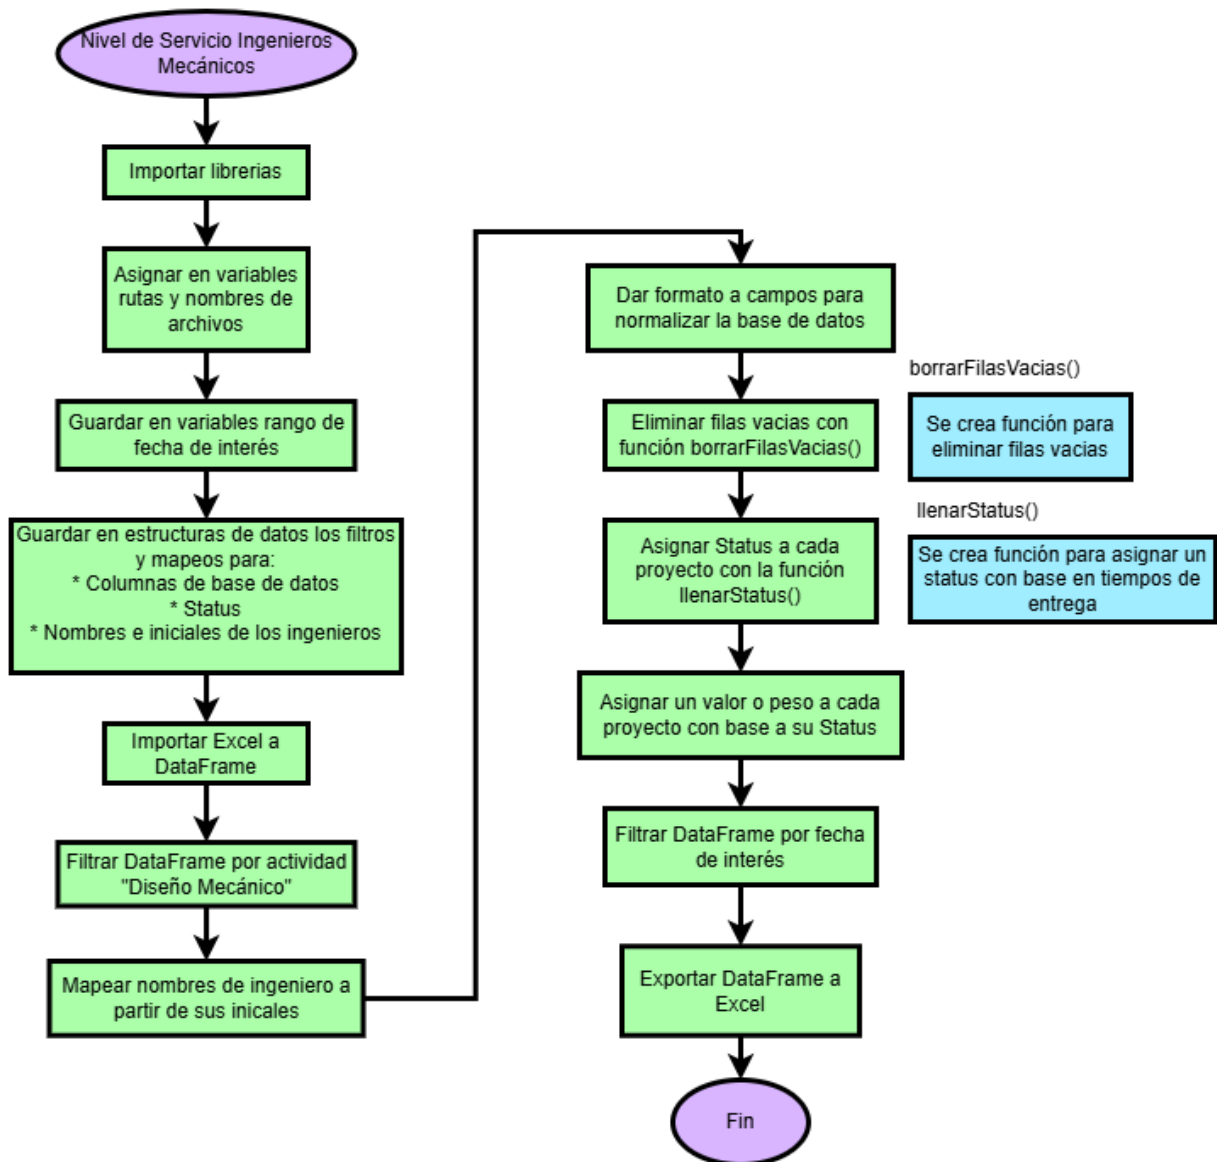 Nivel de Servicio Ingenieros
Mecánicos
Importar librerias
Asignar en variables
rutas y nombres de
archivos
Guardar en variables rango de
fecha de interés
Guardar en estructuras de datos los filtros
y mapeos para:
* Columnas de base de datos
* Status
* Nombres e iniciales de los ingenieros
Importar Excel a
DataFrame
Filtrar DataFrame por actividad
"Diseño Mecánico"
Mapear nombres de ingeniero a
partir de sus inicales
Dar formato a campos para
normalizar la base de datos
Eliminar filas vacias con
función borrarFilasVacias()
borrarFilasVacias()
Se crea función para
eliminar filas vacias
Asignar Status a cada
proyecto con la función
llenarStatus()
llenarStatus()
Se crea función para asignar un
status con base en tiempos de
entrega
Asignar un valor o peso a cada
proyecto con base a su Status
Filtrar DataFrame por fecha
de interés
Exportar DataFrame a
Excel
Fin